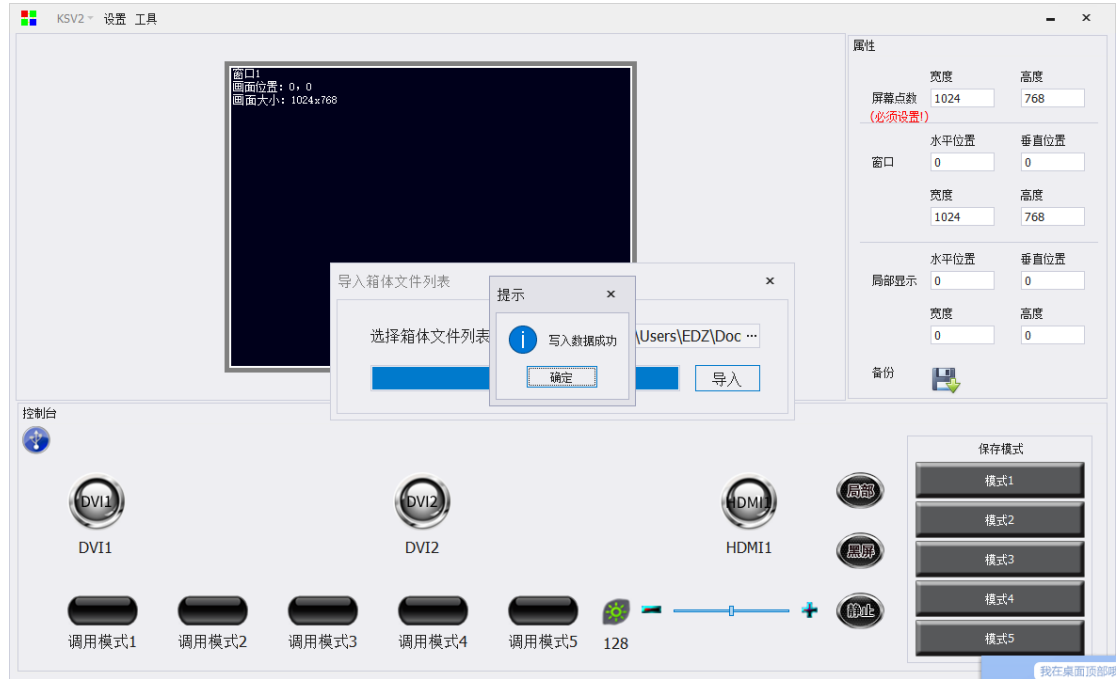 KSV2 设置 工具
窗口1
画面位置：0，0
画面大小：1024x768
属性
宽度 高度
屏幕点数 1024 768
(必须设置!)
水平位置 垂直位置
窗口 0 0
宽度 高度
1024 768
水平位置 垂直位置
局部显示 0 0
宽度 高度
0 0
备份
导入箱体文件列表
提示
选择箱体文件列表 \Users\EDZ\Doc ···
写入数据成功
确定
导入
控制台
DVI1 DVI2 HDMI1 局部
DVI1 DVI2 HDMI1
黑屏
静止
调用模式1 调用模式2 调用模式3 调用模式4 调用模式5 128
保存模式
模式1
模式2
模式3
模式4
模式5
我在桌面顶部